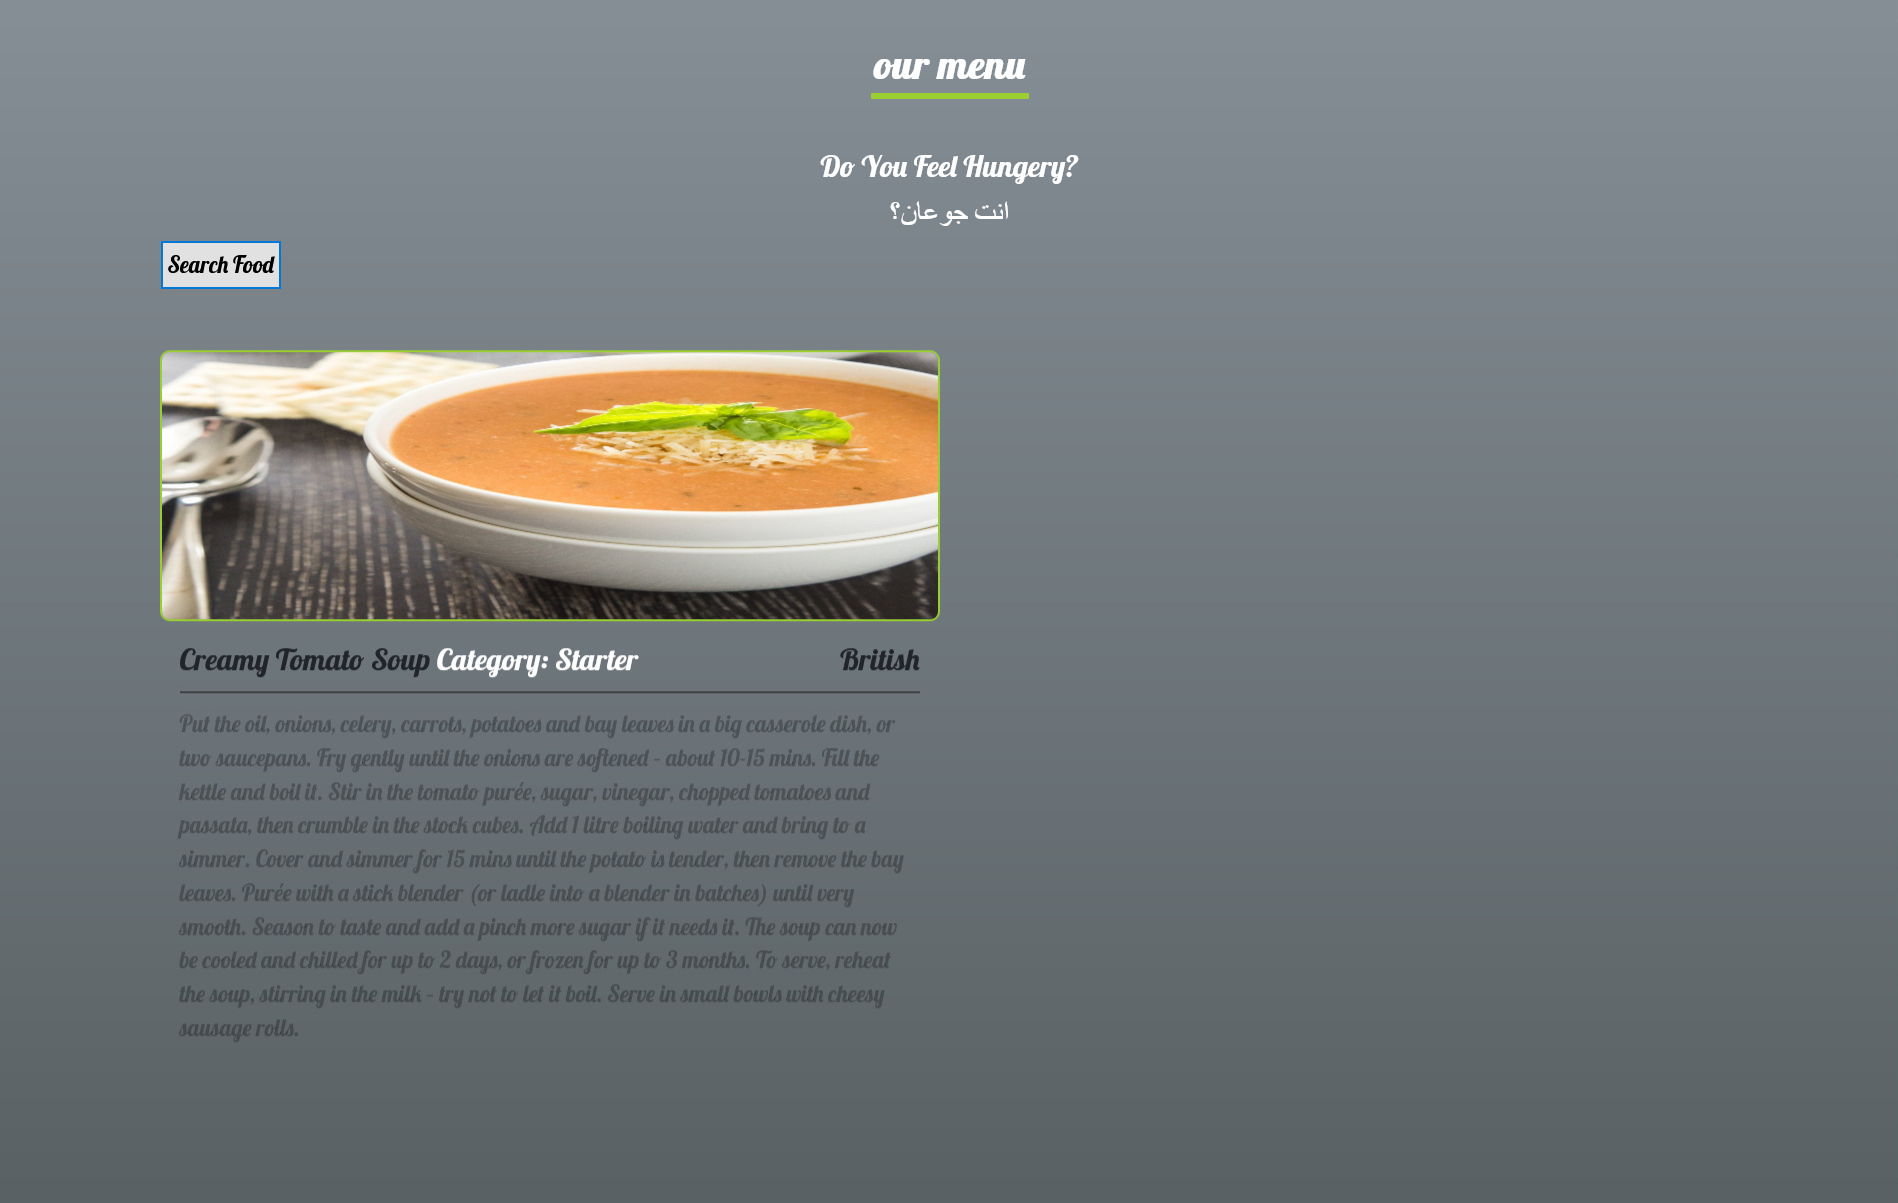 our menu
Do You Feel Hungery?
انت جوعان؟
Search Food
Creamy Tomato Soup Category: Starter British
Put the oil, onions, celery, carrots, potatoes and bay leaves in a big casserole dish, or
two saucepans. Fry gently until the onions are softened – about 10-15 mins. Fill the
kettle and boil it. Stir in the tomato purée, sugar, vinegar, chopped tomatoes and
passata, then crumble in the stock cubes. Add 1 litre boiling water and bring to a
simmer. Cover and simmer for 15 mins until the potato is tender, then remove the bay
leaves. Purée with a stick blender (or ladle into a blender in batches) until very
smooth. Season to taste and add a pinch more sugar if it needs it. The soup can now
be cooled and chilled for up to 2 days, or frozen for up to 3 months. To serve, reheat
the soup, stirring in the milk – try not to let it boil. Serve in small bowls with cheesy
sausage rolls.